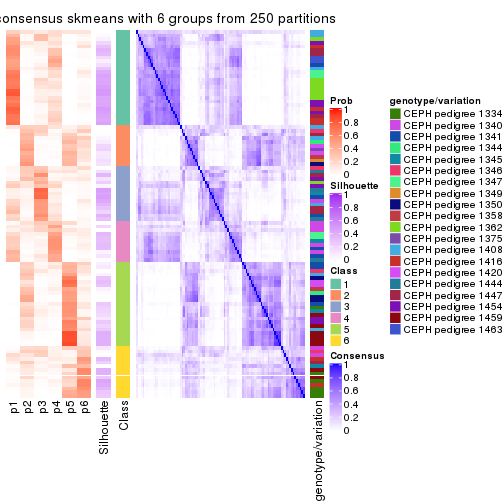 consensus skmeans with 6 groups from 250 partitions
Prob
1
0.8
0.6
0.4
0.2
0
Silhouette
1
0.8
0.6
0.4
0.2
0
Class
1
2
3
4
5
6
Consensus
1
0.8
0.6
0.4
0.2
0
genotype/variation
CEPH pedigree 1334
CEPH pedigree 1340
CEPH pedigree 1341
CEPH pedigree 1344
CEPH pedigree 1345
CEPH pedigree 1346
CEPH pedigree 1347
CEPH pedigree 1349
CEPH pedigree 1350
CEPH pedigree 1358
CEPH pedigree 1362
CEPH pedigree 1375
CEPH pedigree 1408
CEPH pedigree 1416
CEPH pedigree 1420
CEPH pedigree 1444
CEPH pedigree 1447
CEPH pedigree 1454
CEPH pedigree 1459
CEPH pedigree 1463
p1
p2
p3
p4
p5
p6
Silhouette
Class
genotype/variation